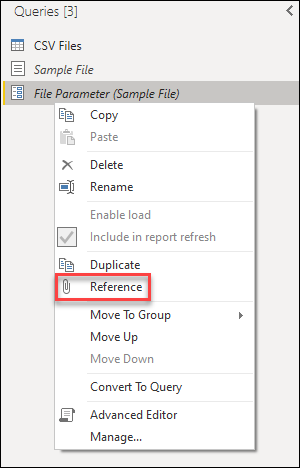 Queries [3]
CSV Files
Sample File
File Parameter (Sample File)
Copy
Paste
Delete
Rename
Enable load
Include in report refresh
Duplicate
Reference
Move To Group
Move Up
Move Down
Convert To Query
Advanced Editor
Manage...